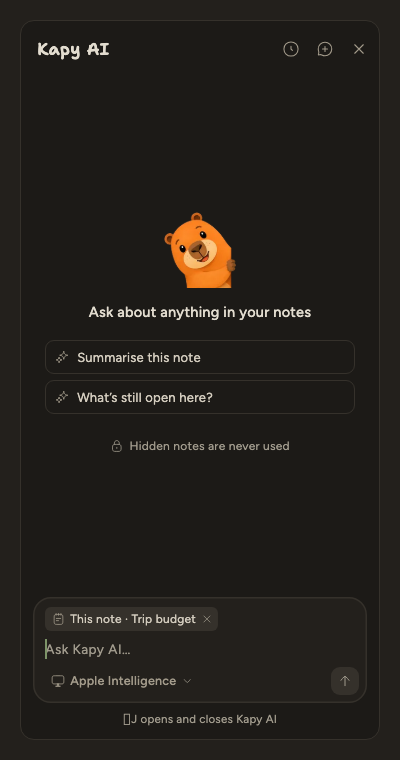 Kapy AI
Ask about anything in your notes
Summarise this note
What's still open here?
Hidden notes are never used
This note · Trip budget
Ask Kapy AI...
Apple Intelligence
▯J opens and closes Kapy AI